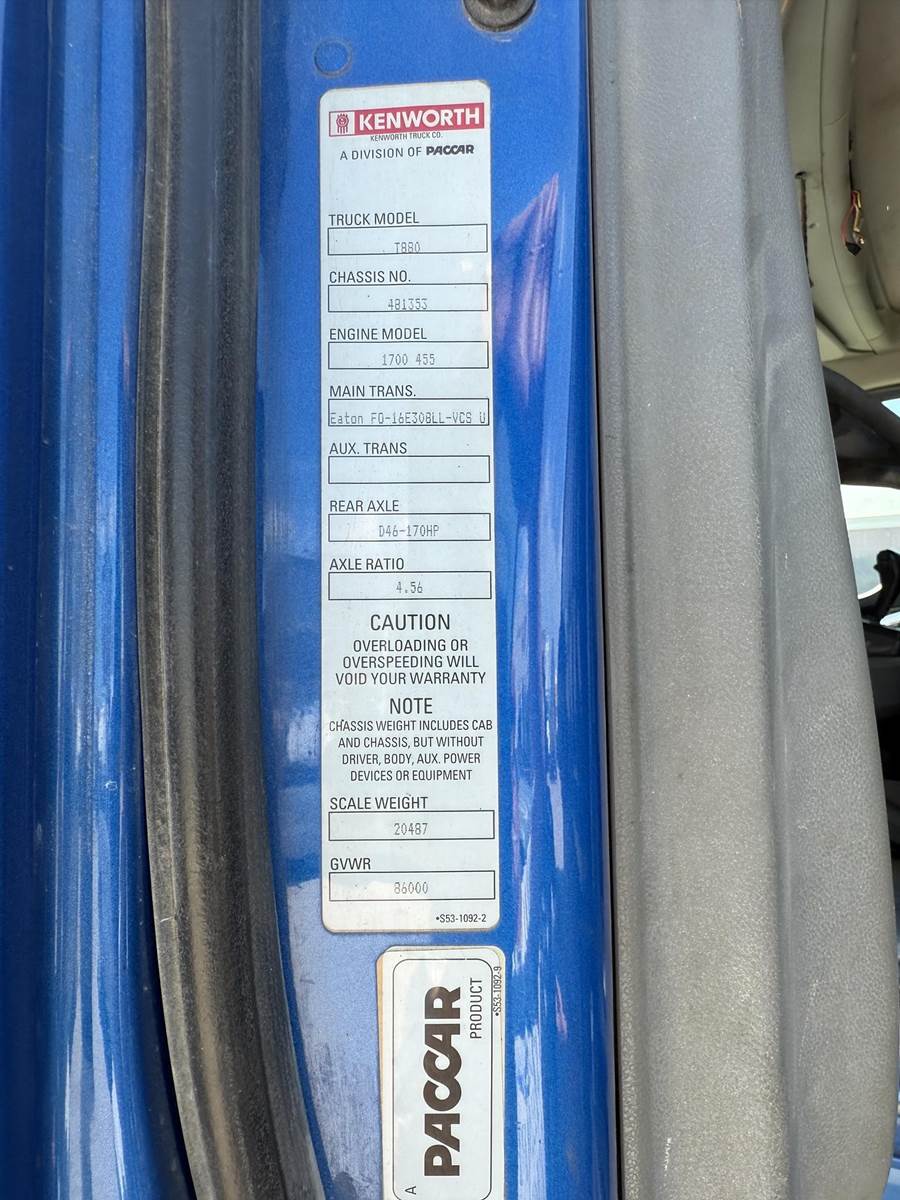 KENWORTH
KENWORTH TRUCK CO.
A DIVISION OF PACCAR
TRUCK MODEL
T880
CHASSIS NO.
481353
ENGINE MODEL
1700 455
MAIN TRANS.
Eaton FO-16E308LL-VCS U
AUX. TRANS
REAR AXLE
D46-170HP
AXLE RATIO
4.56
CAUTION
OVERLOADING OR
OVERSPEEDING WILL
VOID YOUR WARRANTY
NOTE
CHASSIS WEIGHT INCLUDES CAB
AND CHASSIS, BUT WITHOUT
DRIVER, BODY, AUX. POWER
DEVICES OR EQUIPMENT
SCALE WEIGHT
20487
GVWR
86000
•S53-1092-2
A
PACCAR
PRODUCT
•S53-1092-9